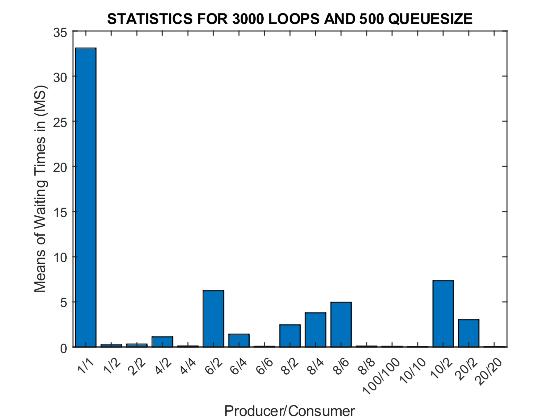 STATISTICS FOR 3000 LOOPS AND 500 QUEUESIZE
35
30
25
20
15
10
5
0
Means of Waiting Times in (MS)
1/1 1/2 2/2 4/2 4/4 6/2 6/4 6/6 8/2 8/4 8/6 8/8 100/100 10/10 10/2 20/2 20/20
Producer/Consumer